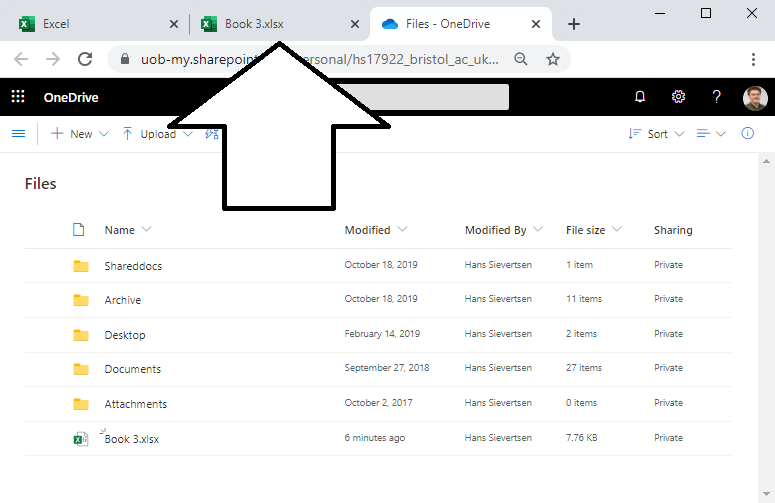 Excel
Book 3.xlsx
Files - OneDrive
uob-my.sharepoint
ersonal/hs17922_bristol_ac_uk...
OneDrive
New
Upload
Sort
Files
Name Modified Modified By File size Sharing
Shareddocs October 18, 2019 Hans Sievertsen 1 item Private
Archive October 18, 2019 Hans Sievertsen 11 items Private
Desktop February 14, 2019 Hans Sievertsen 2 items Private
Documents September 27, 2018 Hans Sievertsen 27 items Private
Attachments October 2, 2017 Hans Sievertsen 0 items Private
Book 3.xlsx 6 minutes ago Hans Sievertsen 7.76 KB Private